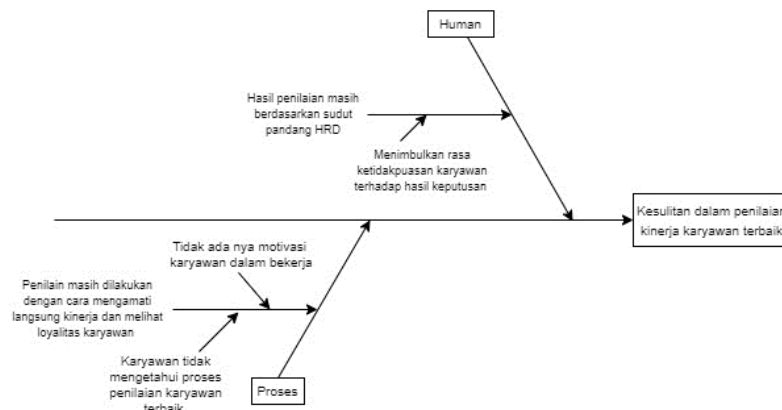 Human
Hasil penilaian masih
berdasarkan sudut
pandang HRD
Menimbulkan rasa
ketidakpuasan karyawan
terhadap hasil keputusan
Kesulitan dalam penilaian
kinerja karyawan terbaik
Tidak ada nya motivasi
karyawan dalam bekerja
Penilain masih dilakukan
dengan cara mengamati
langsung kinerja dan melihat
loyalitas karyawan
Karyawan tidak
mengetahui proses
penilaian karyawan
terbaik
Proses